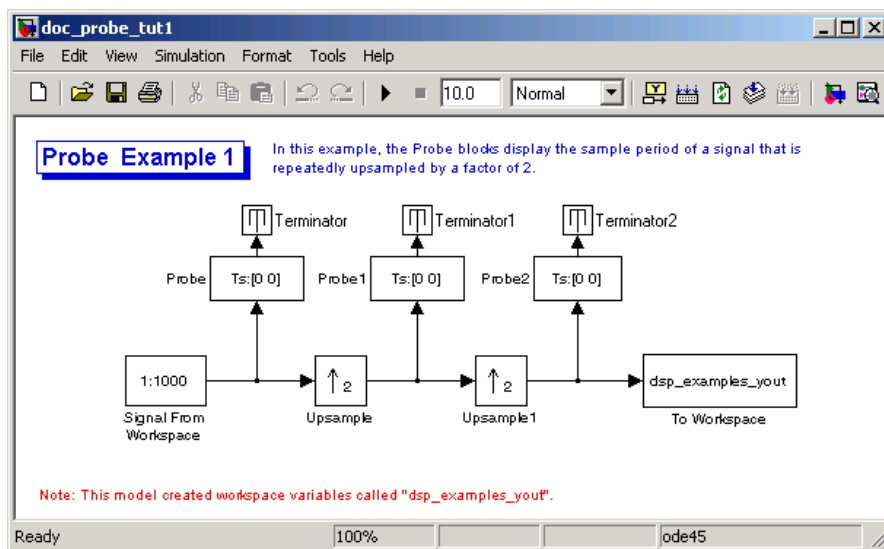 doc_probe_tut1
File Edit View Simulation Format Tools Help
10.0 Normal
Probe Example 1
In this example, the Probe blocks display the sample period of a signal that is
repeatedly upsampled by a factor of 2.
Terminator Terminator1 Terminator2
Probe Ts:[0 0] Probe1 Ts:[0 0] Probe2 Ts:[0 0]
1:1000 2 2 dsp_examples_yout
Signal From
Workspace
Upsample Upsample1 To Workspace
Note: This model created workspace variables called "dsp_examples_yout".
Ready 100% ode45